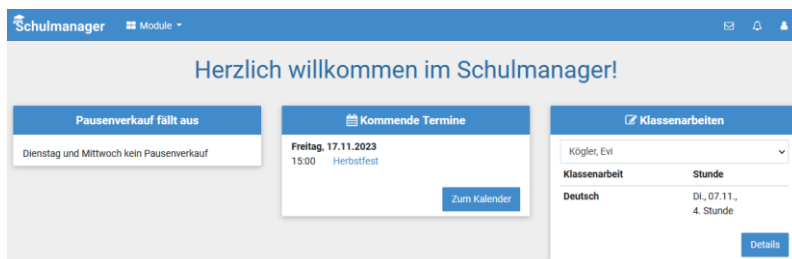 Schulmanager Module
Herzlich willkommen im Schulmanager!
Pausenverkauf fällt aus
Dienstag und Mittwoch kein Pausenverkauf
Kommende Termine
Freitag, 17.11.2023
15:00 Herbstfest
Zum Kalender
Klassenarbeiten
Kögler, Evi
Klassenarbeit Stunde
Deutsch Di., 07.11.,
4. Stunde
Details